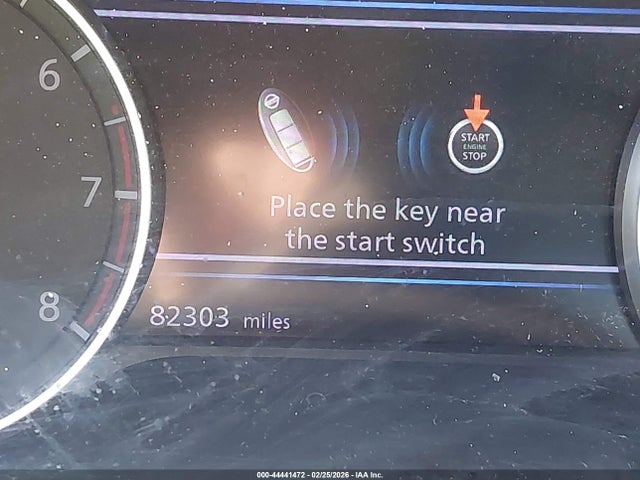 6
7
8
START
ENGINE
STOP
Place the key near
the start switch
82303 miles
000-44441472 - 02/25/2026 - IAA Inc.